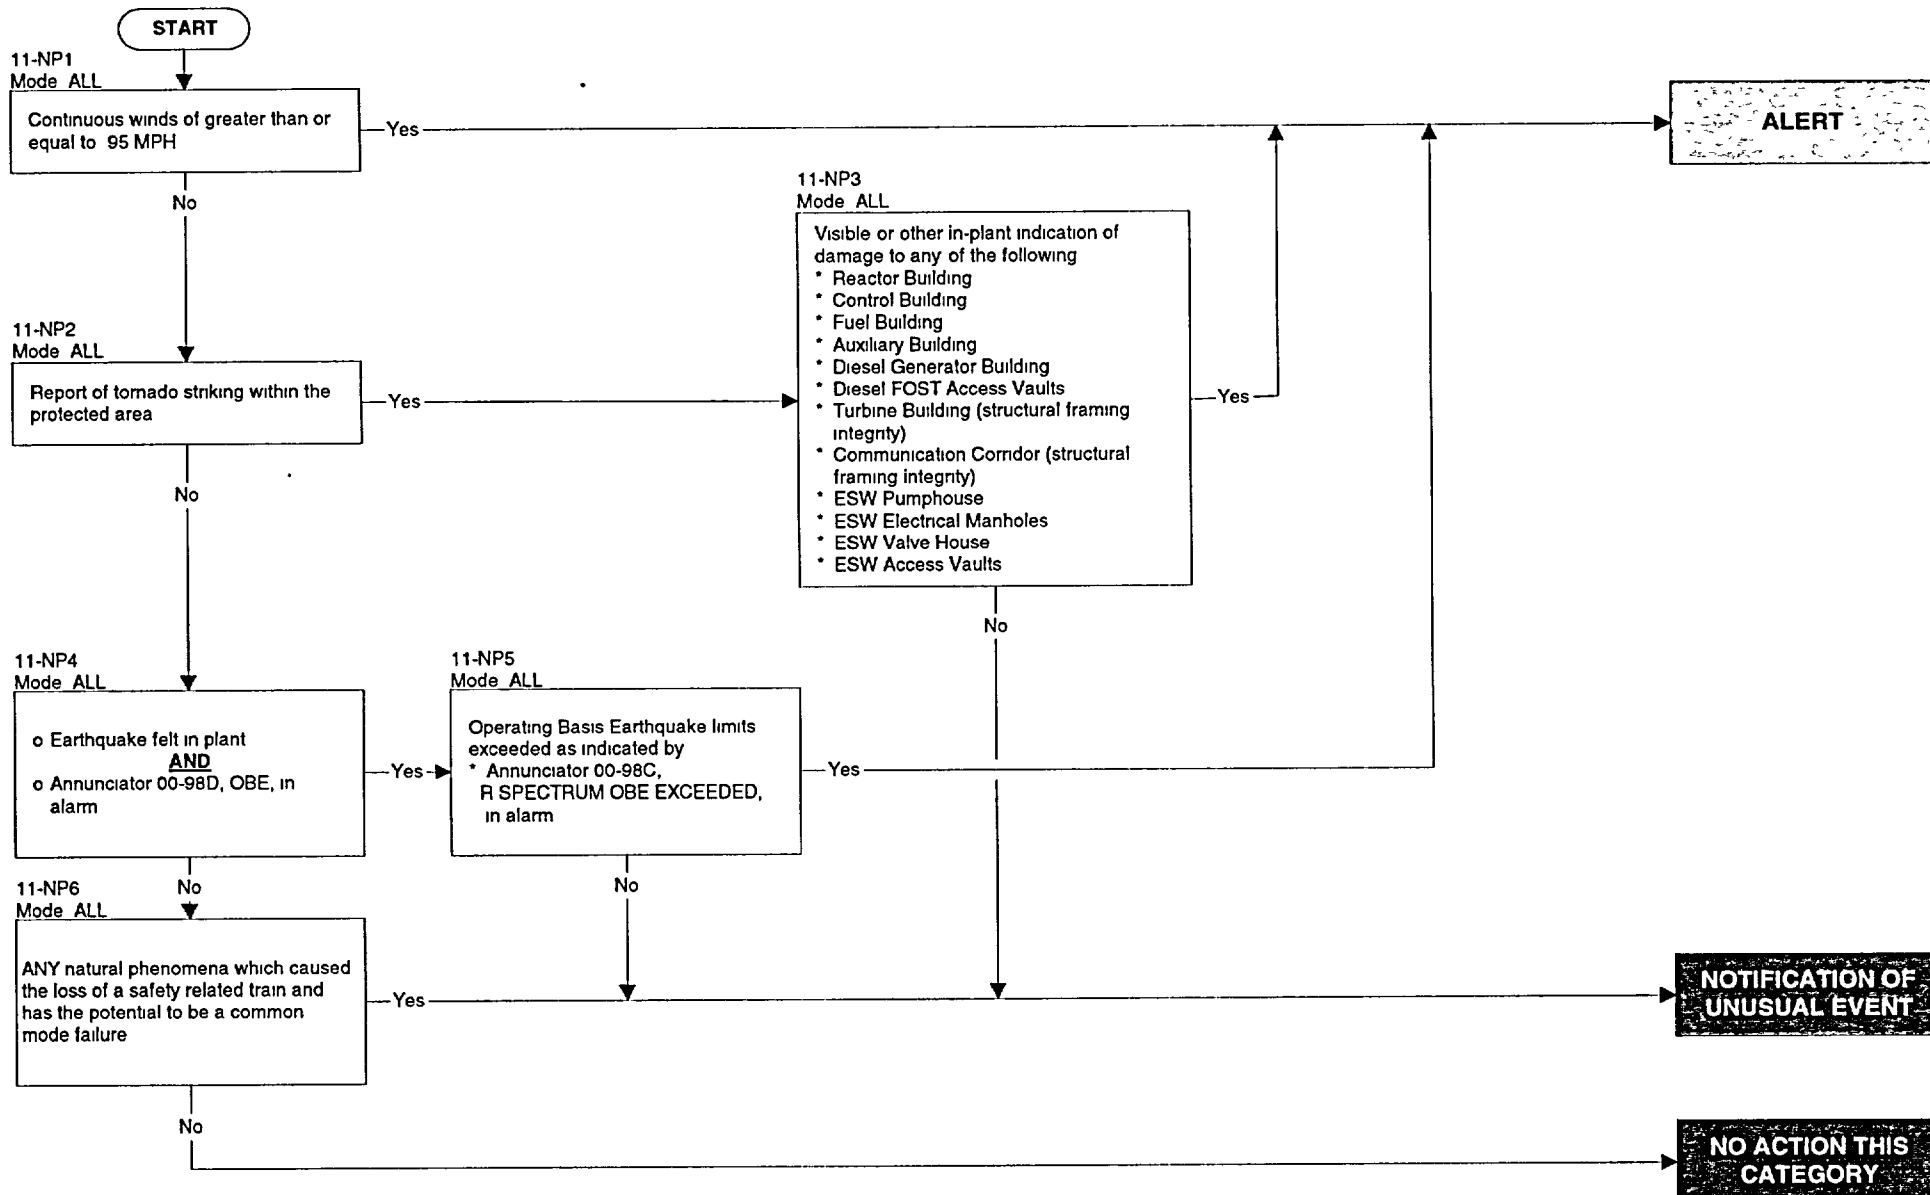 START
11-NP1
Mode ALL
Continuous winds of greater than or
equal to 95 MPH
Yes
ALERT
No
11-NP3
Mode ALL
Visible or other in-plant indication of
damage to any of the following
* Reactor Building
* Control Building
* Fuel Building
* Auxiliary Building
* Diesel Generator Building
* Diesel FOST Access Vaults
* Turbine Building (structural framing
integrity)
* Communication Corridor (structural
framing integrity)
* ESW Pumphouse
* ESW Electrical Manholes
* ESW Valve House
* ESW Access Vaults
Yes
No
11-NP2
Mode ALL
Report of tornado striking within the
protected area
Yes
No
11-NP4
Mode ALL
o Earthquake felt in plant
AND
o Annunciator 00-98D, OBE, in
alarm
Yes
No
11-NP5
Mode ALL
Operating Basis Earthquake limits
exceeded as indicated by
* Annunciator 00-98C,
R SPECTRUM OBE EXCEEDED,
in alarm
Yes
No
11-NP6
Mode ALL
ANY natural phenomena which caused
the loss of a safety related train and
has the potential to be a common
mode failure
Yes
NOTIFICATION OF
UNUSUAL EVENT
No
NO ACTION THIS
CATEGORY